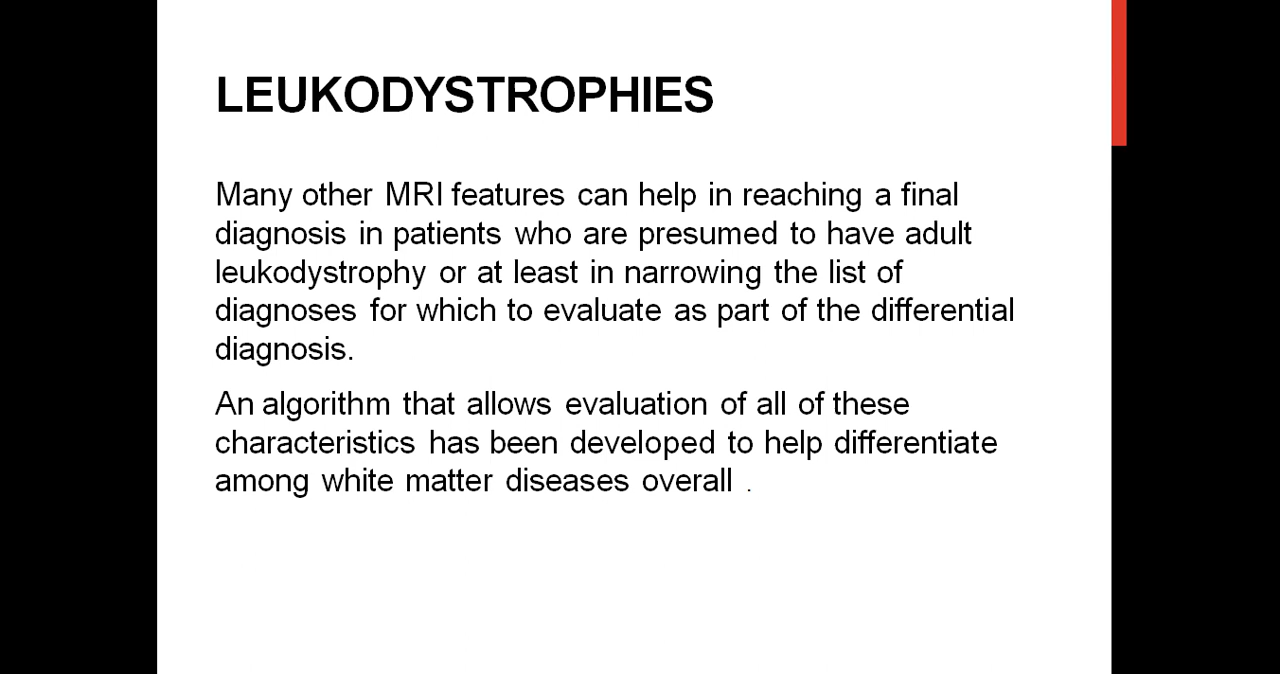 LEUKODYSTROPHIES
Many other MRI features can help in reaching a final
diagnosis in patients who are presumed to have adult
leukodystrophy or at least in narrowing the list of
diagnoses for which to evaluate as part of the differential
diagnosis.
An algorithm that allows evaluation of all of these
characteristics has been developed to help differentiate
among white matter diseases overall .